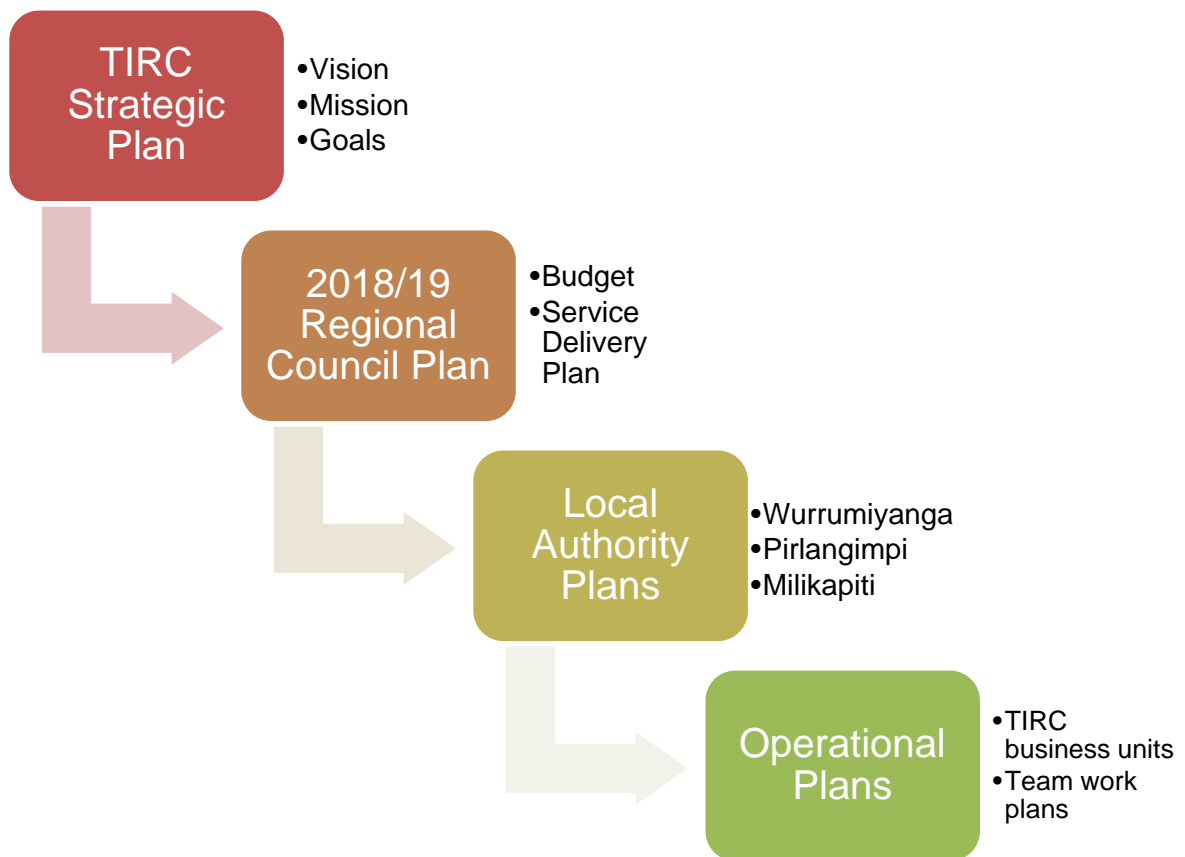 TIRC
Strategic
Plan
•Vision
•Mission
•Goals
2018/19
Regional
Council Plan
•Budget
•Service
Delivery
Plan
Local
Authority
Plans
•Wurrumiyanga
•Pirlangimpi
•Milikapiti
Operational
Plans
•TIRC
business units
•Team work
plans